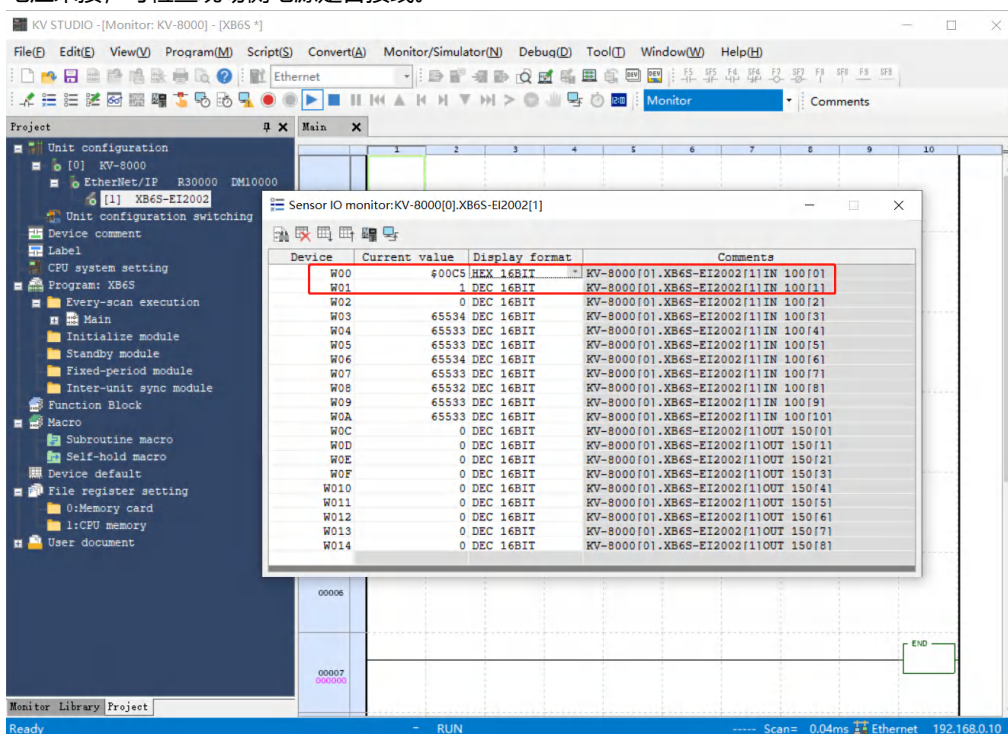 KV STUDIO -[Monitor: KV-8000] - [XB6S *]
File(F) Edit(E) View(V) Program(M) Script(S) Convert(A) Monitor/Simulator(N) Debug(D) Tool(T) Window(W) Help(H)
Ethernet
F5 SF5 F4 SF4 F7 SF7 F8 SF8 F9 SF9
Monitor Comments
Project Main
Unit configuration
[0] KV-8000
EtherNet/IP R30000 DM10000
[1] XB6S-EI2002
Unit configuration switching
Device comment
Label
CPU system setting
Program: XB6S
Every-scan execution
Main
Initialize module
Standby module
Fixed-period module
Inter-unit sync module
Function Block
Macro
Subroutine macro
Self-hold macro
Device default
File register setting
0:Memory card
1:CPU memory
User document
Monitor Library Project
1 2 3 4 5 6 7 8 9 10
Sensor IO monitor:KV-8000[0].XB6S-EI2002[1]
Device Current value Display format Comments
W00 $00C5 HEX 16BIT KV-8000[0].XB6S-EI2002[1]IN 100[0]
W01 1 DEC 16BIT KV-8000[0].XB6S-EI2002[1]IN 100[1]
W02 0 DEC 16BIT KV-8000[0].XB6S-EI2002[1]IN 100[2]
W03 65534 DEC 16BIT KV-8000[0].XB6S-EI2002[1]IN 100[3]
W04 65533 DEC 16BIT KV-8000[0].XB6S-EI2002[1]IN 100[4]
W05 65533 DEC 16BIT KV-8000[0].XB6S-EI2002[1]IN 100[5]
W06 65534 DEC 16BIT KV-8000[0].XB6S-EI2002[1]IN 100[6]
W07 65533 DEC 16BIT KV-8000[0].XB6S-EI2002[1]IN 100[7]
W08 65532 DEC 16BIT KV-8000[0].XB6S-EI2002[1]IN 100[8]
W09 65533 DEC 16BIT KV-8000[0].XB6S-EI2002[1]IN 100[9]
W0A 65533 DEC 16BIT KV-8000[0].XB6S-EI2002[1]IN 100[10]
W0C 0 DEC 16BIT KV-8000[0].XB6S-EI2002[1]OUT 150[0]
W0D 0 DEC 16BIT KV-8000[0].XB6S-EI2002[1]OUT 150[1]
W0E 0 DEC 16BIT KV-8000[0].XB6S-EI2002[1]OUT 150[2]
W0F 0 DEC 16BIT KV-8000[0].XB6S-EI2002[1]OUT 150[3]
W010 0 DEC 16BIT KV-8000[0].XB6S-EI2002[1]OUT 150[4]
W011 0 DEC 16BIT KV-8000[0].XB6S-EI2002[1]OUT 150[5]
W012 0 DEC 16BIT KV-8000[0].XB6S-EI2002[1]OUT 150[6]
W013 0 DEC 16BIT KV-8000[0].XB6S-EI2002[1]OUT 150[7]
W014 0 DEC 16BIT KV-8000[0].XB6S-EI2002[1]OUT 150[8]
00006
END
00007
000000
Ready - RUN ----- Scan= 0.04ms Ethernet 192.168.0.10